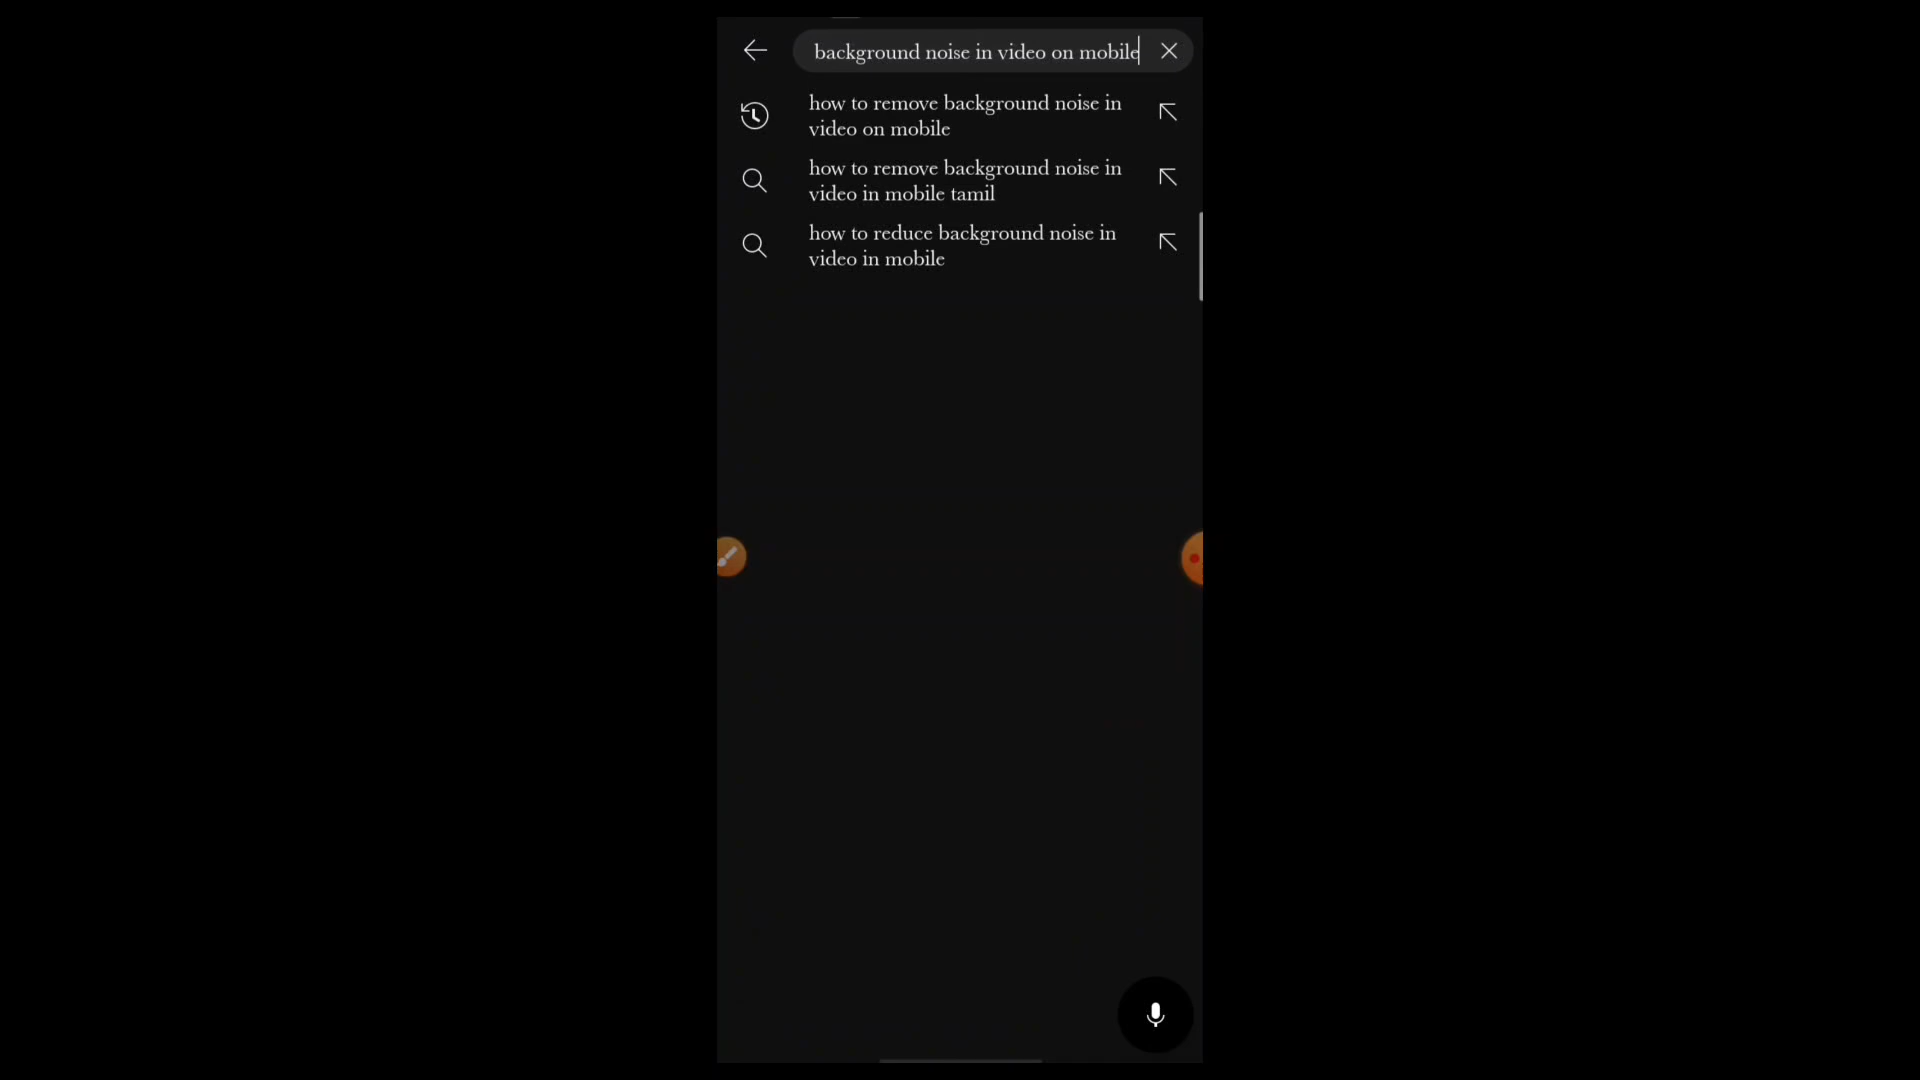 background noise in video on mobile
how to remove background noise in
video on mobile
how to remove background noise in
video in mobile tamil
how to reduce background noise in
video in mobile